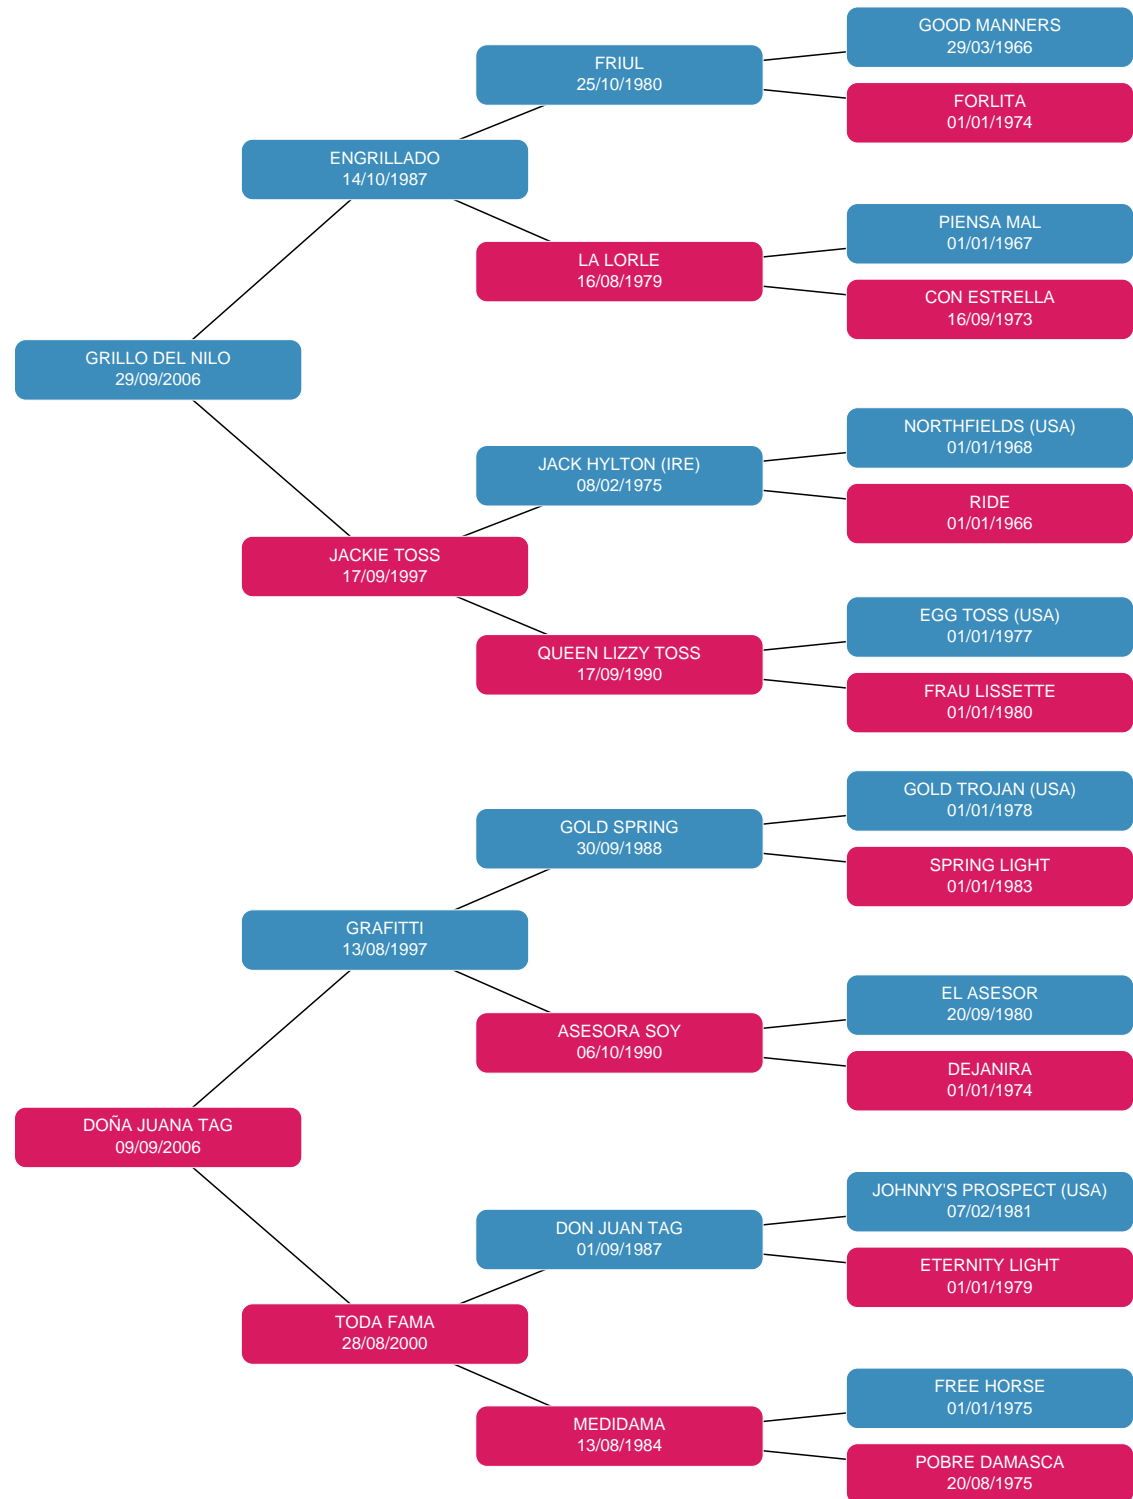 GOOD MANNERS
29/03/1966
FRIUL
25/10/1980
FORLITA
01/01/1974
ENGRILLADO
14/10/1987
PIENSA MAL
01/01/1967
LA LORLE
16/08/1979
CON ESTRELLA
16/09/1973
GRILLO DEL NILO
29/09/2006
NORTHFIELDS (USA)
01/01/1968
JACK HYLTON (IRE)
08/02/1975
RIDE
01/01/1966
JACKIE TOSS
17/09/1997
EGG TOSS (USA)
01/01/1977
QUEEN LIZZY TOSS
17/09/1990
FRAU LISSETTE
01/01/1980
GOLD TROJAN (USA)
01/01/1978
GOLD SPRING
30/09/1988
SPRING LIGHT
01/01/1983
GRAFITTI
13/08/1997
EL ASESOR
20/09/1980
ASESORA SOY
06/10/1990
DEJANIRA
01/01/1974
DOÑA JUANA TAG
09/09/2006
JOHNNY'S PROSPECT (USA)
07/02/1981
DON JUAN TAG
01/09/1987
ETERNITY LIGHT
01/01/1979
TODA FAMA
28/08/2000
FREE HORSE
01/01/1975
MEDIDAMA
13/08/1984
POBRE DAMASCA
20/08/1975